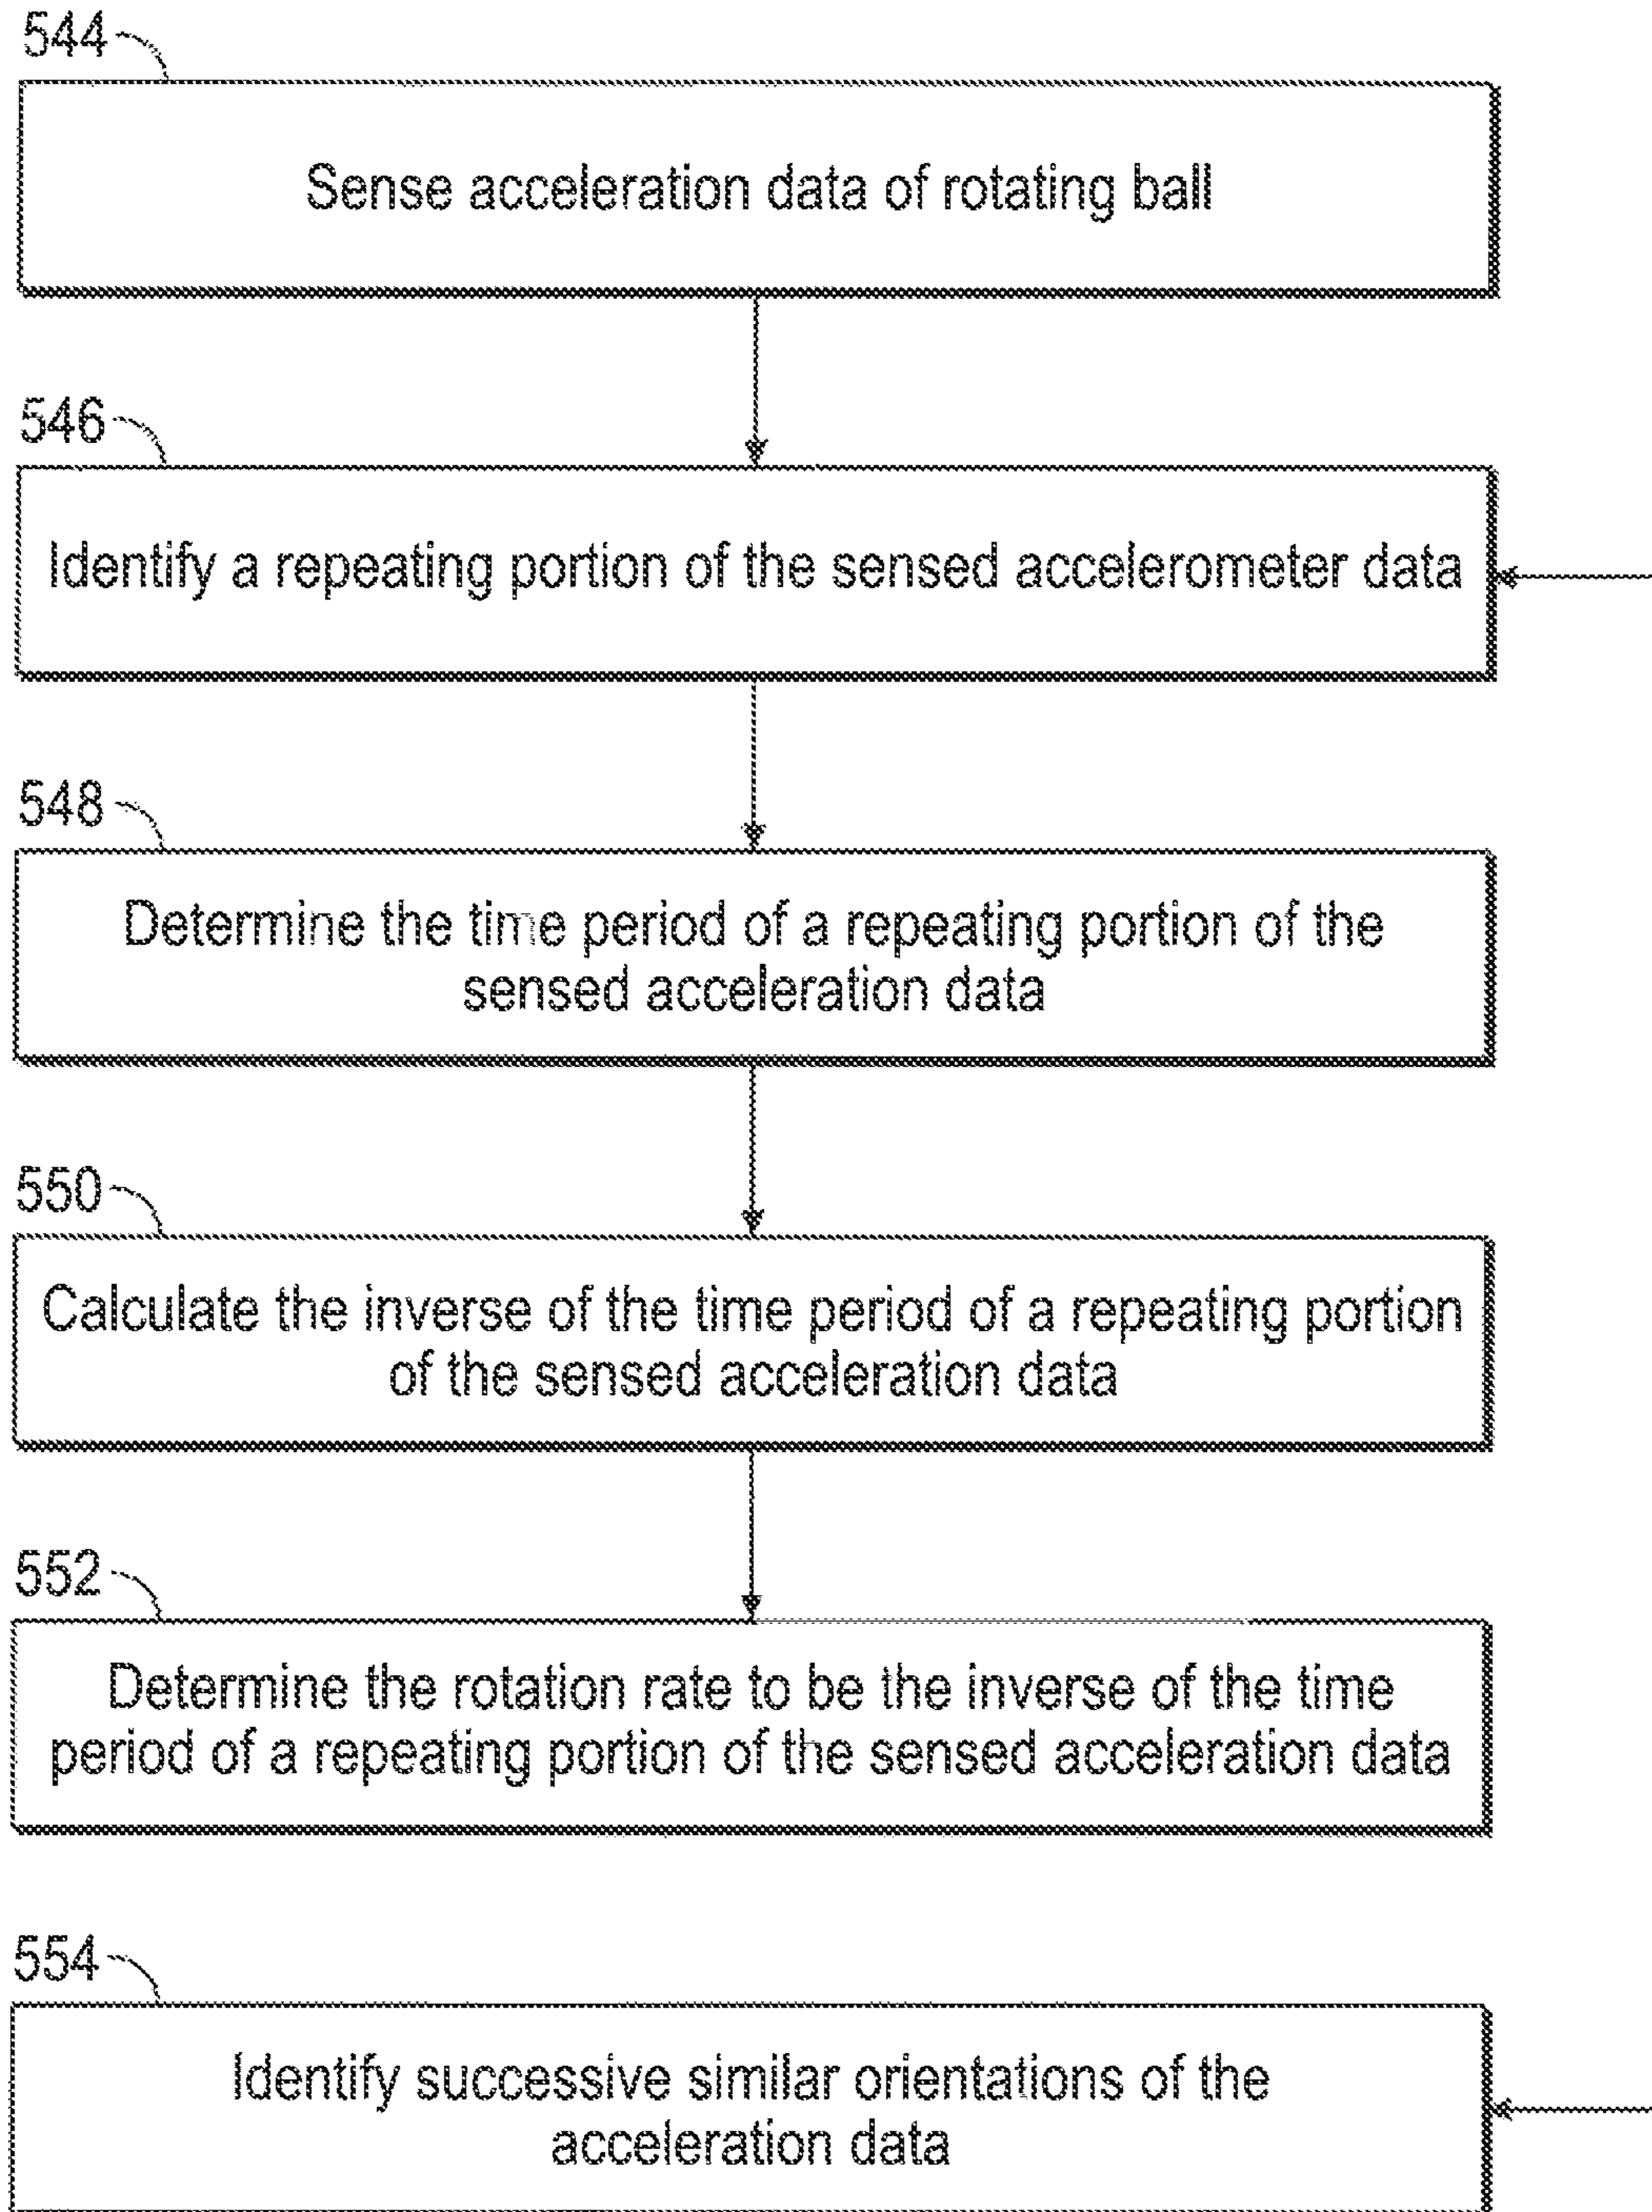 544
Sense acceleration data of rotating ball
546
Identify a repeating portion of the sensed accelerometer data
548
Determine the time period of a repeating portion of the
sensed acceleration data
550
Calculate the inverse of the time period of a repeating portion
of the sensed acceleration data
552
Determine the rotation rate to be the inverse of the time
period of a repeating portion of the sensed acceleration data
554
Identify successive similar orientations of the
acceleration data